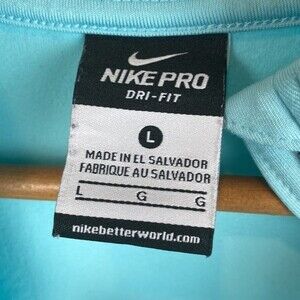 NIKE PRO
DRI-FIT
L
MADE IN EL SALVADOR
FABRIQUE AU SALVADOR
L G G
nikebetterworld.com